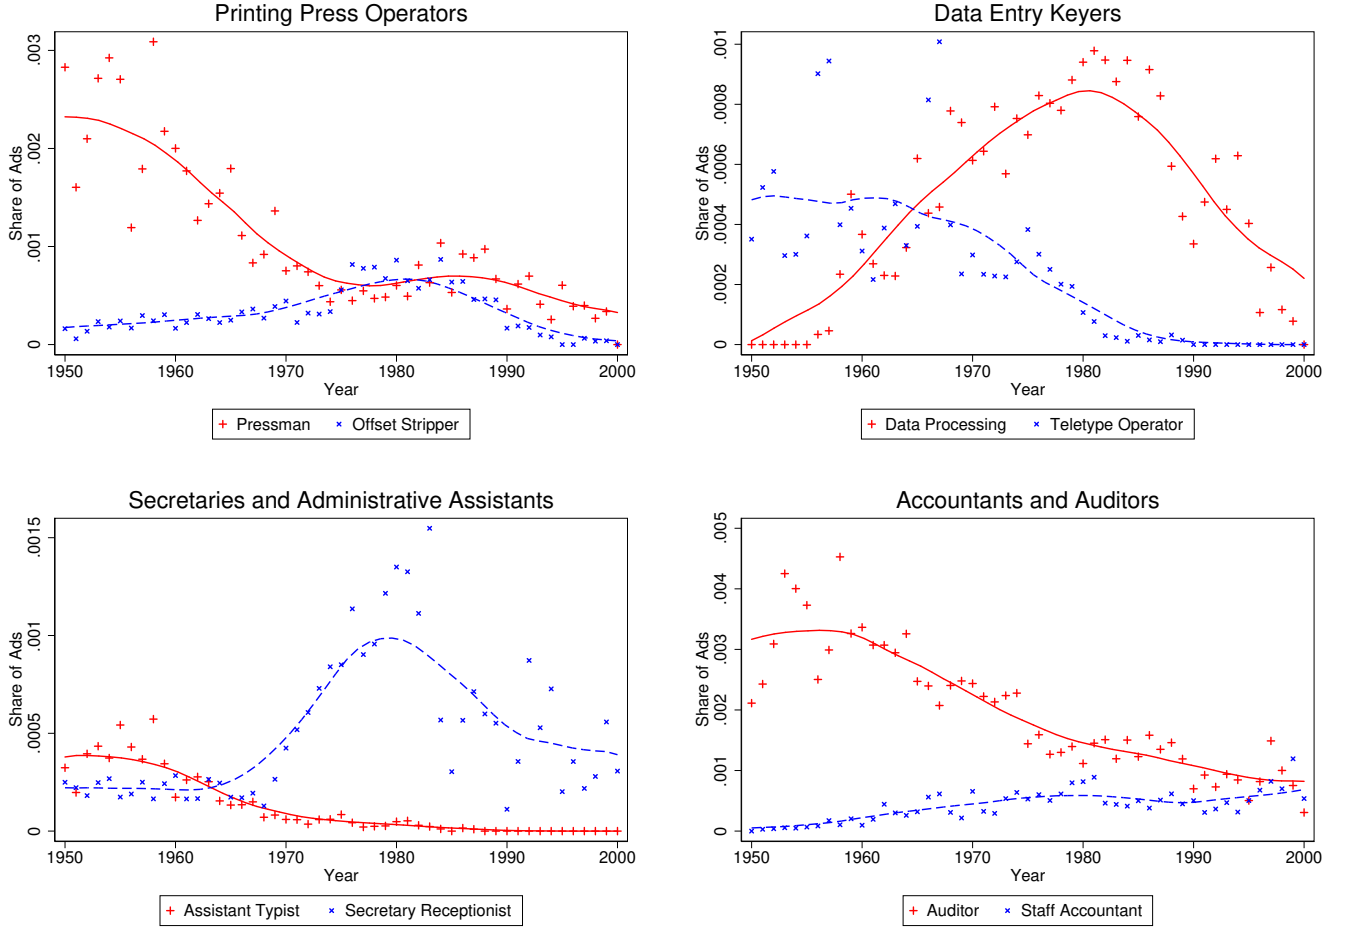 Printing Press Operators
Share of Ads
.003
.002
.001
0
1950 1960 1970 1980 1990 2000
Year
Pressman Offset Stripper
Data Entry Keyers
Share of Ads
.001
.0008
.0006
.0004
.0002
0
1950 1960 1970 1980 1990 2000
Year
Data Processing Teletype Operator
Secretaries and Administrative Assistants
Share of Ads
.0015
.001
.0005
0
1950 1960 1970 1980 1990 2000
Year
Assistant Typist Secretary Receptionist
Accountants and Auditors
Share of Ads
.005
.004
.003
.002
.001
0
1950 1960 1970 1980 1990 2000
Year
Auditor Staff Accountant